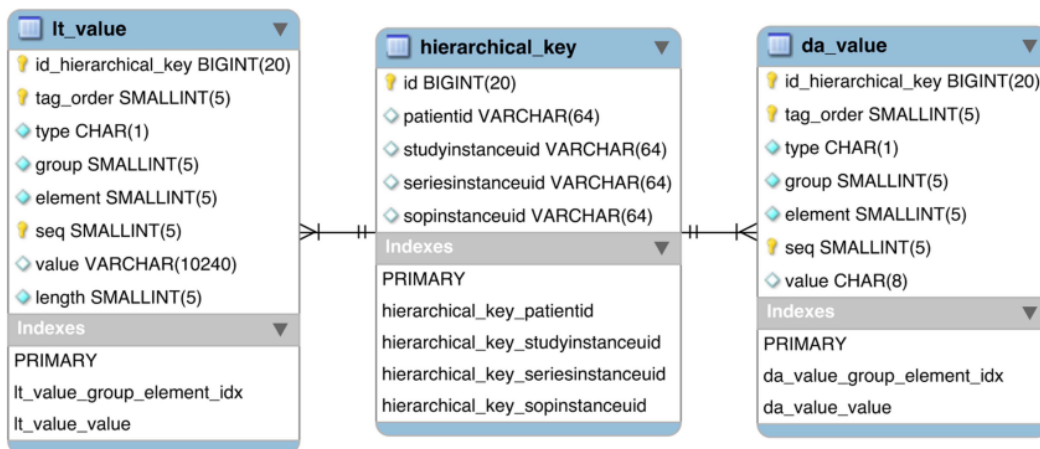 lt_value
id_hierarchical_key BIGINT(20)
tag_order SMALLINT(5)
type CHAR(1)
group SMALLINT(5)
element SMALLINT(5)
seq SMALLINT(5)
value VARCHAR(10240)
length SMALLINT(5)
Indexes
PRIMARY
lt_value_group_element_idx
lt_value_value
hierarchical_key
id BIGINT(20)
patientid VARCHAR(64)
studyinstanceuid VARCHAR(64)
seriesinstanceuid VARCHAR(64)
sopinstanceuid VARCHAR(64)
Indexes
PRIMARY
hierarchical_key_patientid
hierarchical_key_studyinstanceuid
hierarchical_key_seriesinstanceuid
hierarchical_key_sopinstanceuid
da_value
id_hierarchical_key BIGINT(20)
tag_order SMALLINT(5)
type CHAR(1)
group SMALLINT(5)
element SMALLINT(5)
seq SMALLINT(5)
value CHAR(8)
Indexes
PRIMARY
da_value_group_element_idx
da_value_value